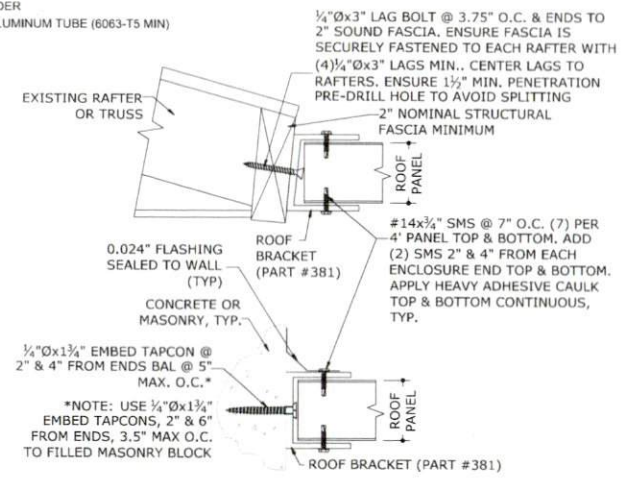 DER
LUMINUM TUBE (6063-T5 MIN)
¼"Øx3" LAG BOLT @ 3.75" O.C. & ENDS TO
2" SOUND FASCIA. ENSURE FASCIA IS
SECURELY FASTENED TO EACH RAFTER WITH
(4)¼"Øx3" LAGS MIN.. CENTER LAGS TO
RAFTERS. ENSURE 1½" MIN. PENETRATION
PRE-DRILL HOLE TO AVOID SPLITTING
EXISTING RAFTER
OR TRUSS
2" NOMINAL STRUCTURAL
FASCIA MINIMUM
ROOF
PANEL
ROOF
BRACKET
(PART #381)
#14x¾" SMS @ 7" O.C. (7) PER
4' PANEL TOP & BOTTOM. ADD
(2) SMS 2" & 4" FROM EACH
ENCLOSURE END TOP & BOTTOM.
APPLY HEAVY ADHESIVE CAULK
TOP & BOTTOM CONTINUOUS,
TYP.
0.024" FLASHING
SEALED TO WALL
(TYP)
CONCRETE OR
MASONRY, TYP.
¼"Øx1¾" EMBED TAPCON @
2" & 4" FROM ENDS BAL @ 5"
MAX. O.C.*
*NOTE: USE ¼"Øx1¾"
EMBED TAPCONS, 2" & 6"
FROM ENDS, 3.5" MAX O.C.
TO FILLED MASONRY BLOCK
ROOF
PANEL
ROOF BRACKET (PART #381)